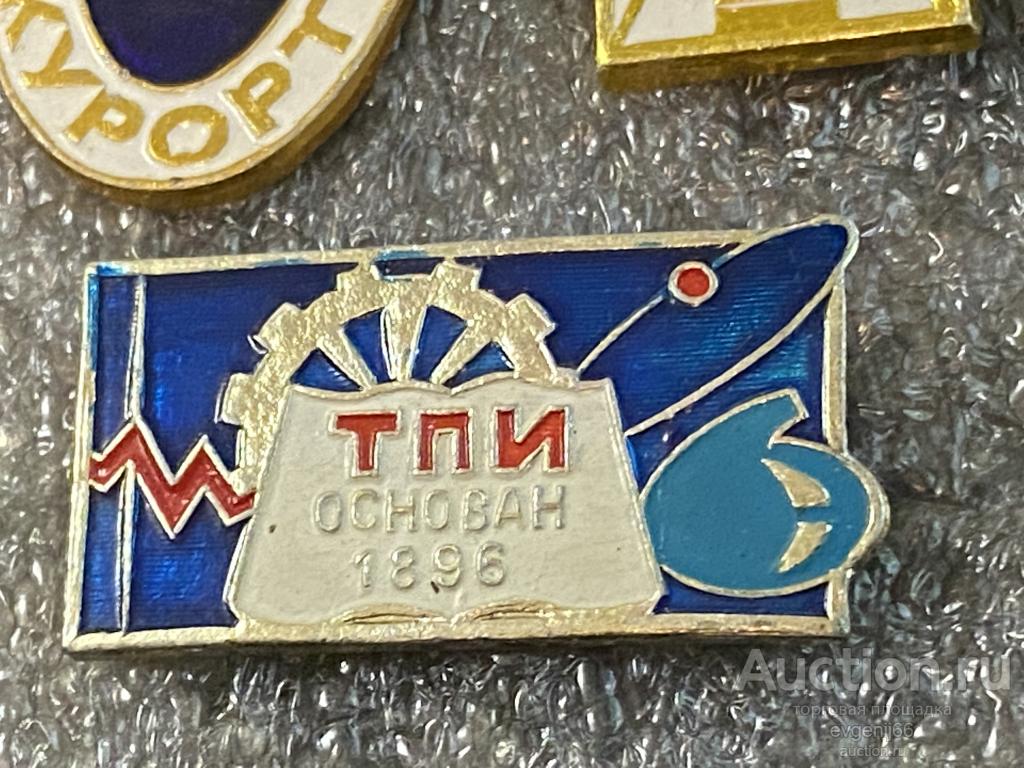 КУРОРТ
ТПИ
ОСНОВАН
1896
Auction.ru
торговая площадка
evgenij66
auction.ru